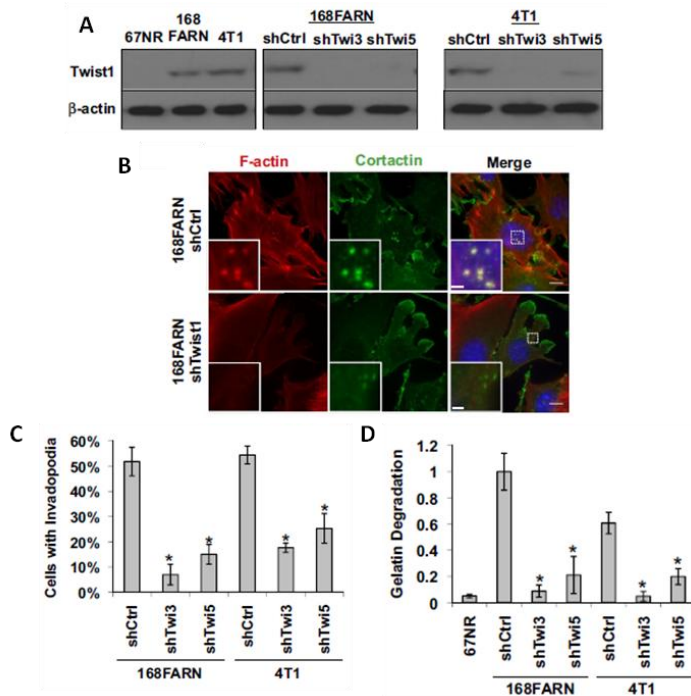 A
168
67NR FARN 4T1
168FARN
shCtrl shTwi3 shTwi5
4T1
shCtrl shTwi3 shTwi5
Twist1
β-actin
B
F-actin Cortactin Merge
168FARN
shCtrl
168FARN
shTwist1
C
Cells with Invadopodia
60%
50%
40%
30%
20%
10%
0%
* * * *
shCtrl shTwi3 shTwi5 shCtrl shTwi3 shTwi5
168FARN 4T1
D
Gelatin Degradation
1.2
1
0.8
0.6
0.4
0.2
0
* * * *
67NR shCtrl shTwi3 shTwi5 shCtrl shTwi3 shTwi5
168FARN 4T1